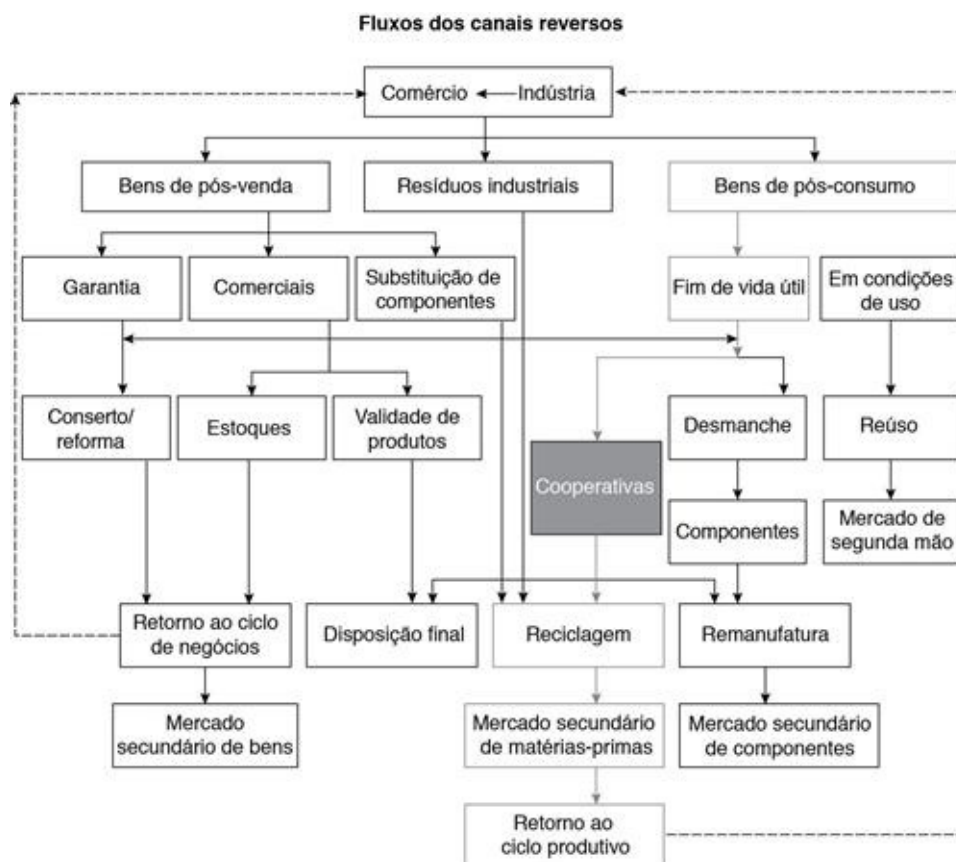 Fluxos dos canais reversos
Comércio
Indústria
Bens de pós-venda
Resíduos industriais
Bens de pós-consumo
Garantia
Comerciais
Substituição de
componentes
Fim de vida útil
Em condições
de uso
Conserto/
reforma
Estoques
Validade de
produtos
Cooperativas
Desmanche
Reúso
Componentes
Mercado de
segunda mão
Retorno ao ciclo
de negócios
Disposição final
Reciclagem
Remanufatura
Mercado
secundário de bens
Mercado secundário
de matérias-primas
Mercado secundário
de componentes
Retorno ao
ciclo produtivo